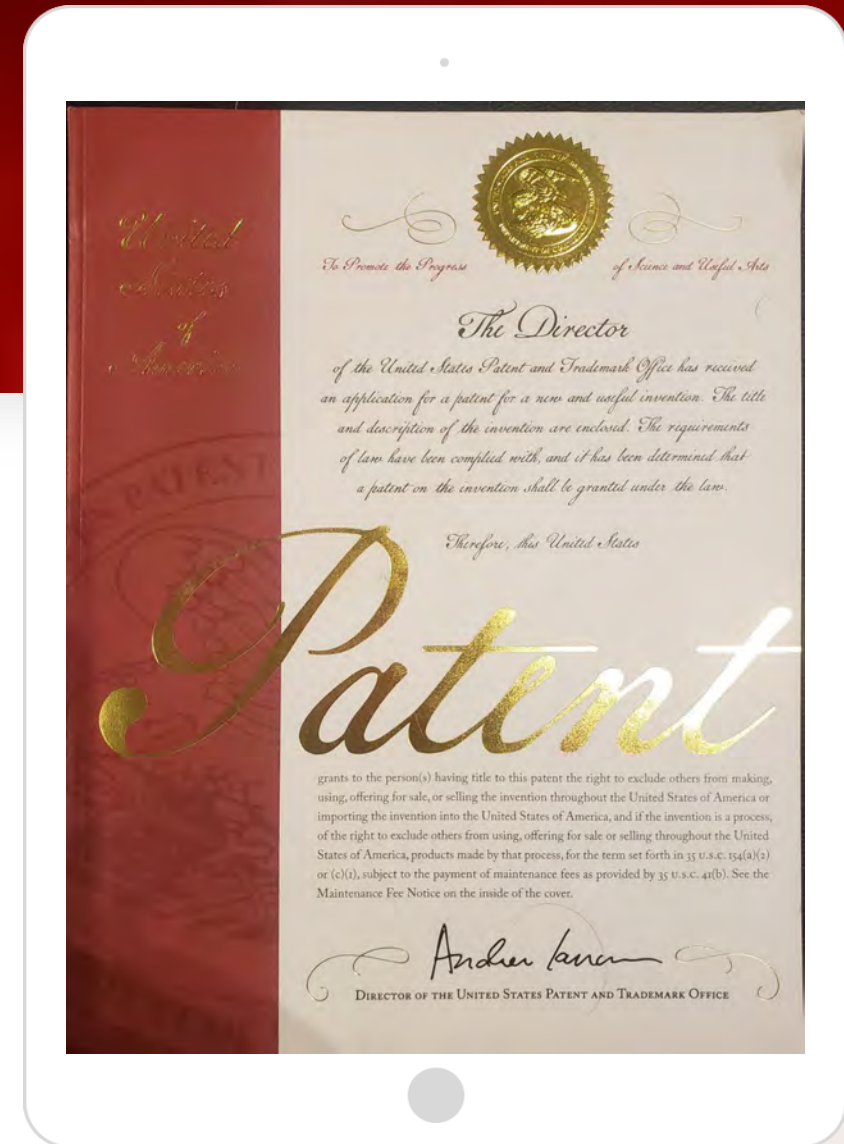 United
States
of
America
To Promote the Progress
of Science and Useful Arts
The Director
of the United States Patent and Trademark Office has received
an application for a patent for a new and useful invention. The title
and description of the invention are enclosed. The requirements
of law have been complied with, and it has been determined that
a patent on the invention shall be granted under the law.
Therefore, this United States
Patent
grants to the person(s) having title to this patent the right to exclude others from making,
using, offering for sale, or selling the invention throughout the United States of America or
importing the invention into the United States of America, and if the invention is a process,
of the right to exclude others from using, offering for sale or selling throughout the United
States of America, products made by that process, for the term set forth in 35 U.S.C. 154(a)(2)
or (c)(1), subject to the payment of maintenance fees as provided by 35 U.S.C. 41(b). See the
Maintenance Fee Notice on the inside of the cover.
DIRECTOR OF THE UNITED STATES PATENT AND TRADEMARK OFFICE